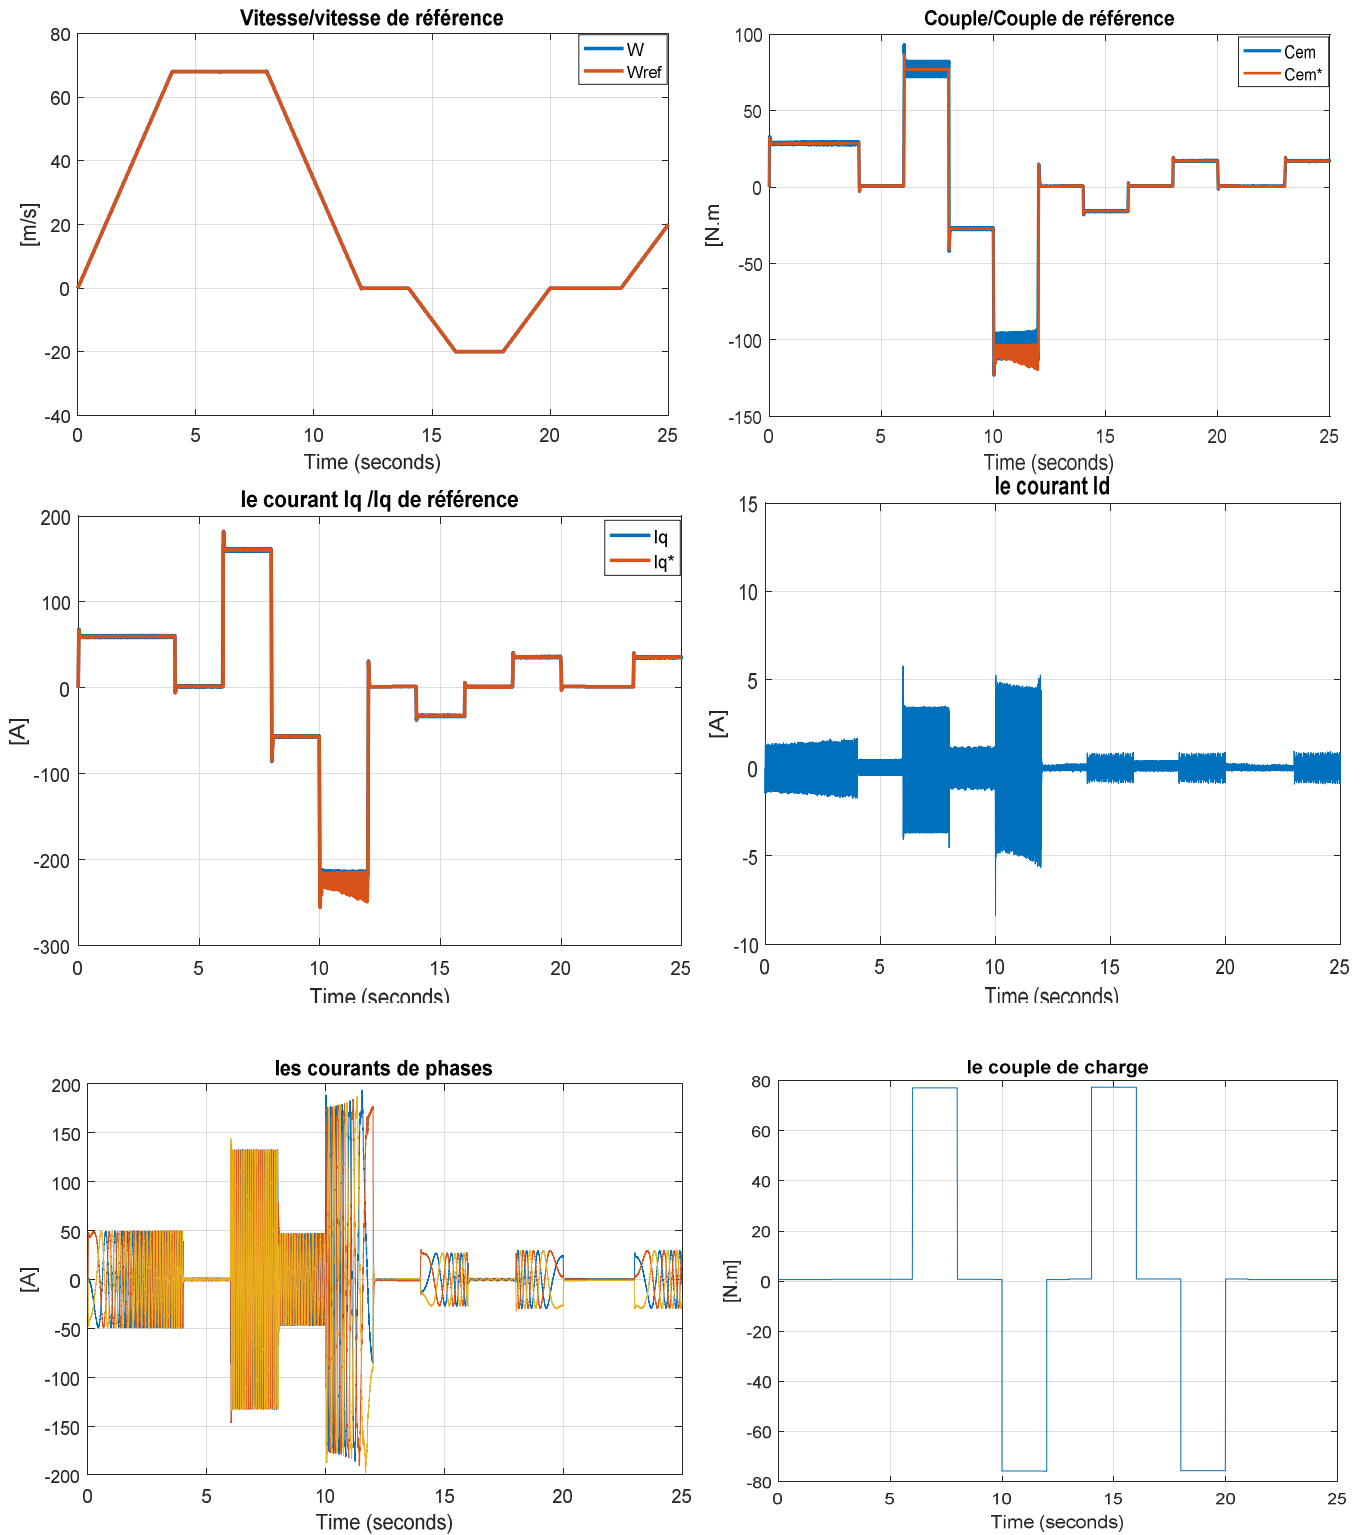 Vitesse/vitesse de référence
80
60
40
20
0
-20
-40
[m/s]
W
Wref
0 5 10 15 20 25
Time (seconds)
Couple/Couple de référence
100
50
0
-50
-100
-150
[N.m
Cem
Cem*
0 5 10 15 20 25
Time (seconds)
le courant Iq /Iq de référence
200
100
0
-100
-200
-300
[A]
Iq
Iq*
0 5 10 15 20 25
Time (seconds)
le courant Id
15
10
5
0
-5
-10
[A]
0 5 10 15 20 25
Time (seconds)
les courants de phases
200
150
100
50
0
-50
-100
-150
-200
[A]
0 5 10 15 20 25
Time (seconds)
le couple de charge
80
60
40
20
0
-20
-40
-60
-80
[N.m]
0 5 10 15 20 25
Time (seconds)